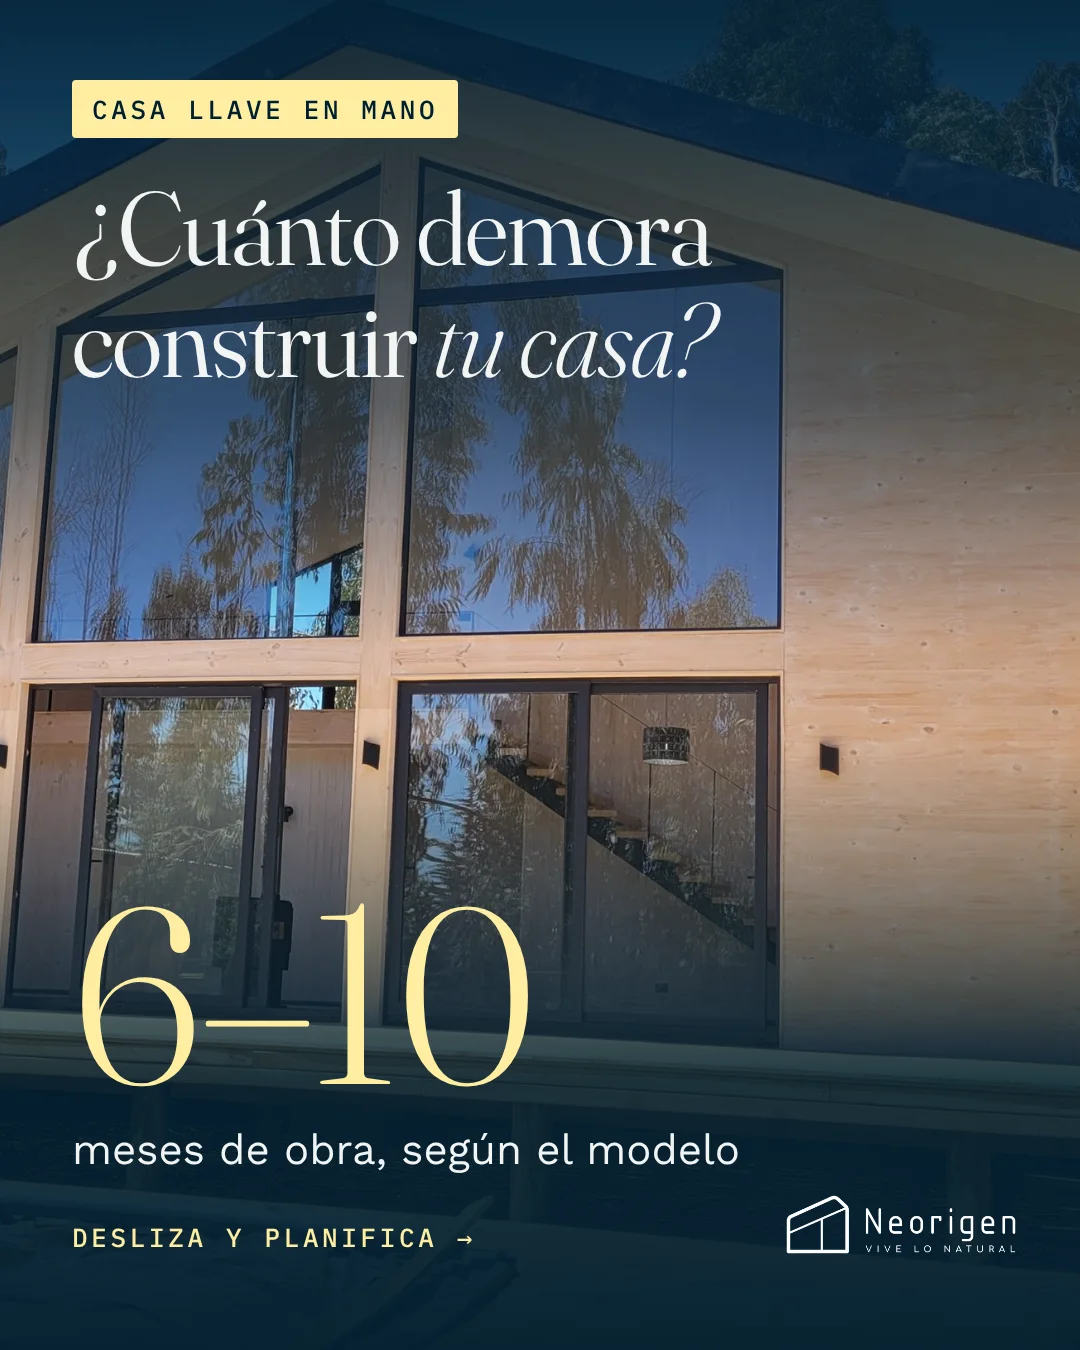 CASA LLAVE EN MANO
¿Cuánto demora
construir tu casa?
6–10
meses de obra, según el modelo
DESLIZA Y PLANIFICA →
Neorigen
VIVE LO NATURAL